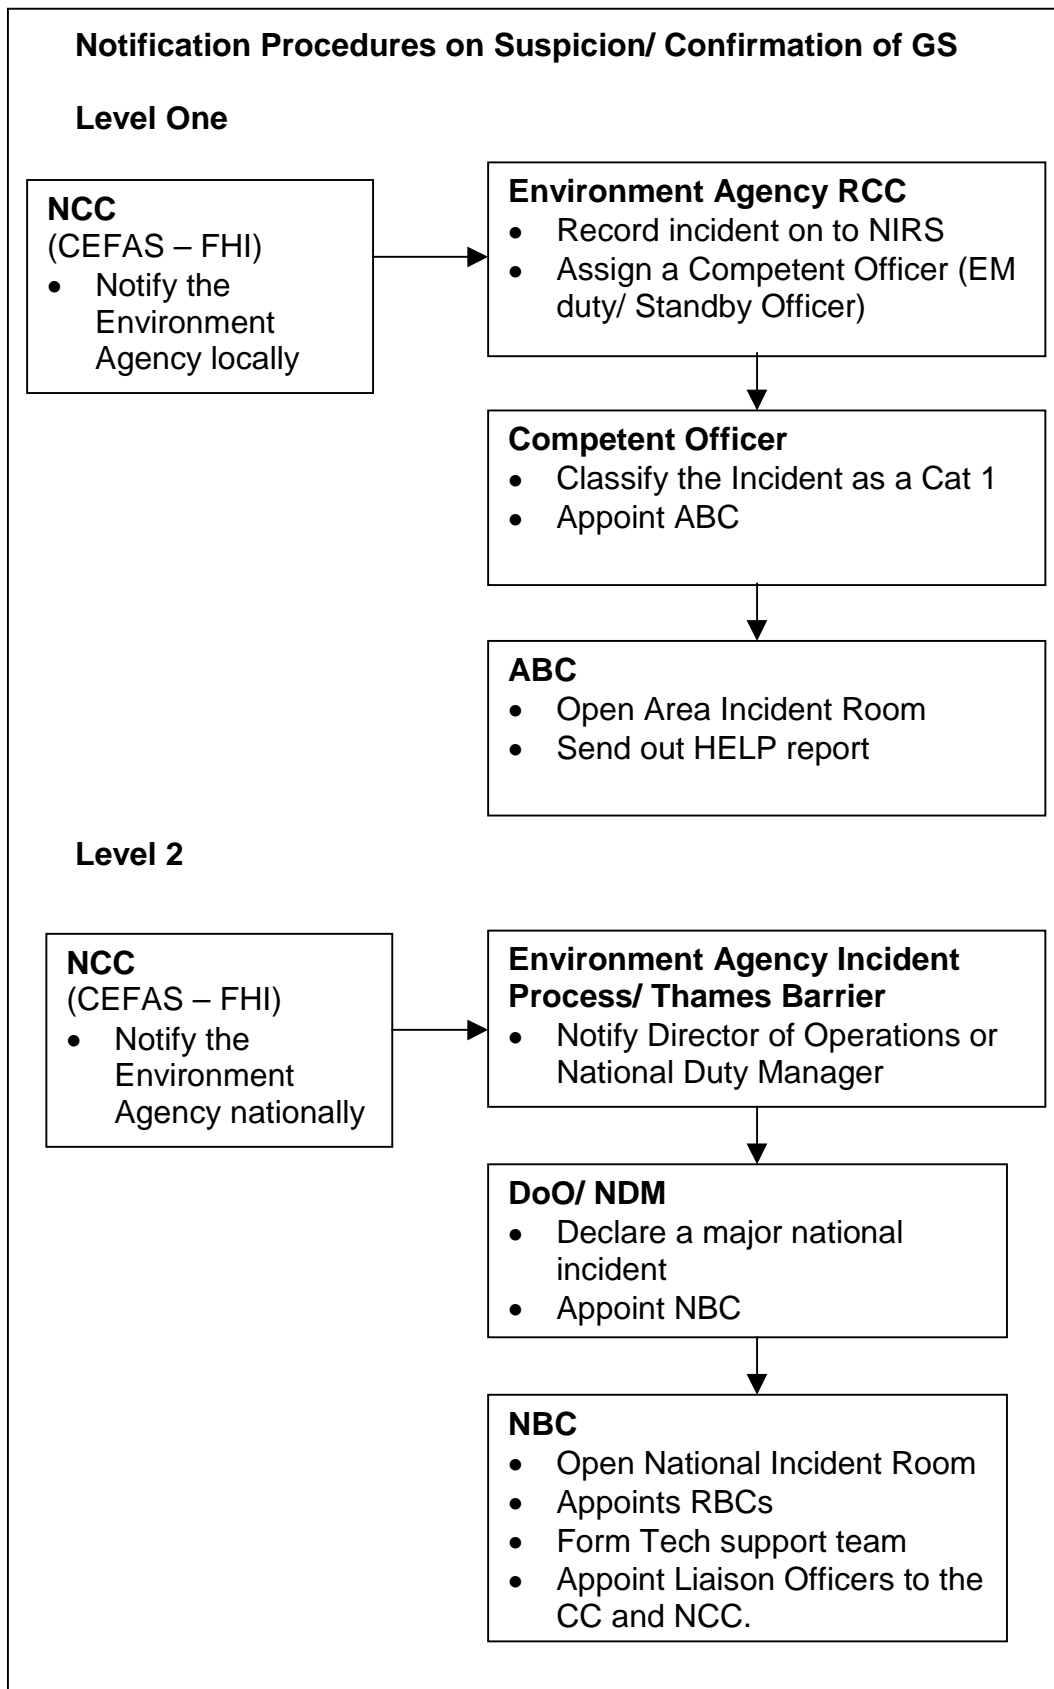 Notification Procedures on Suspicion/ Confirmation of GS
Level One
NCC
(CEFAS – FHI)
• Notify the
Environment
Agency locally
Environment Agency RCC
• Record incident on to NIRS
• Assign a Competent Officer (EM
duty/ Standby Officer)
Competent Officer
• Classify the Incident as a Cat 1
• Appoint ABC
ABC
• Open Area Incident Room
• Send out HELP report
Level 2
NCC
(CEFAS – FHI)
• Notify the
Environment
Agency nationally
Environment Agency Incident
Process/ Thames Barrier
• Notify Director of Operations or
National Duty Manager
DoO/ NDM
• Declare a major national
incident
• Appoint NBC
NBC
• Open National Incident Room
• Appoints RBCs
• Form Tech support team
• Appoint Liaison Officers to the
CC and NCC.